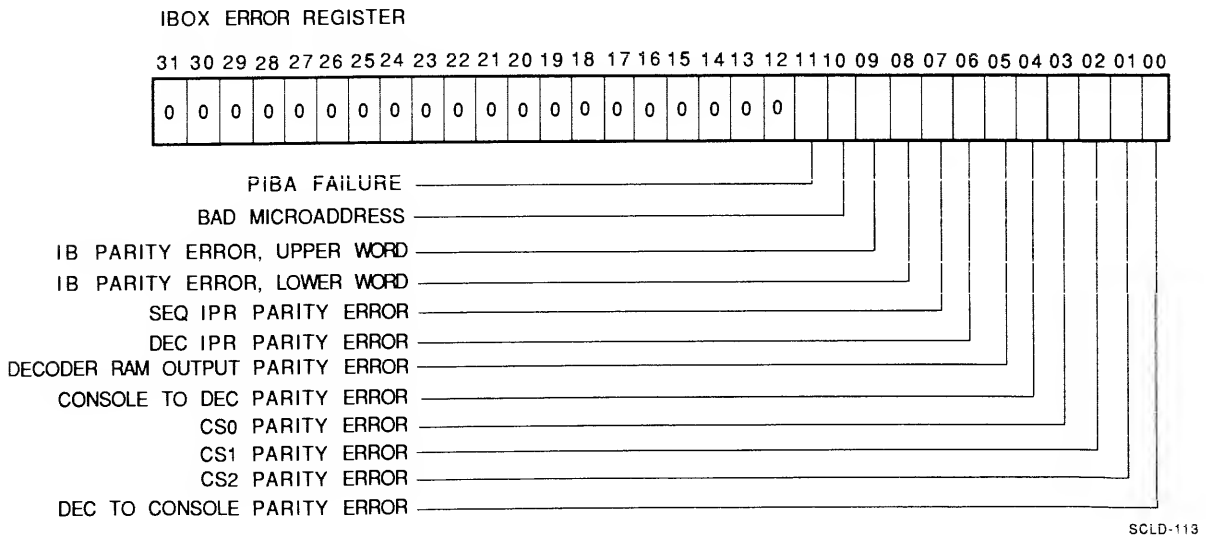 IBOX ERROR REGISTER
31 30 29 28 27 26 25 24 23 22 21 20 19 18 17 16 15 14 13 12 11 10 09 08 07 06 05 04 03 02 01 00
0 0 0 0 0 0 0 0 0 0 0 0 0 0 0 0 0 0 0 0
PIBA FAILURE
BAD MICROADDRESS
IB PARITY ERROR, UPPER WORD
IB PARITY ERROR, LOWER WORD
SEQ IPR PARITY ERROR
DEC IPR PARITY ERROR
DECODER RAM OUTPUT PARITY ERROR
CONSOLE TO DEC PARITY ERROR
CS0 PARITY ERROR
CS1 PARITY ERROR
CS2 PARITY ERROR
DEC TO CONSOLE PARITY ERROR
SCLD-113